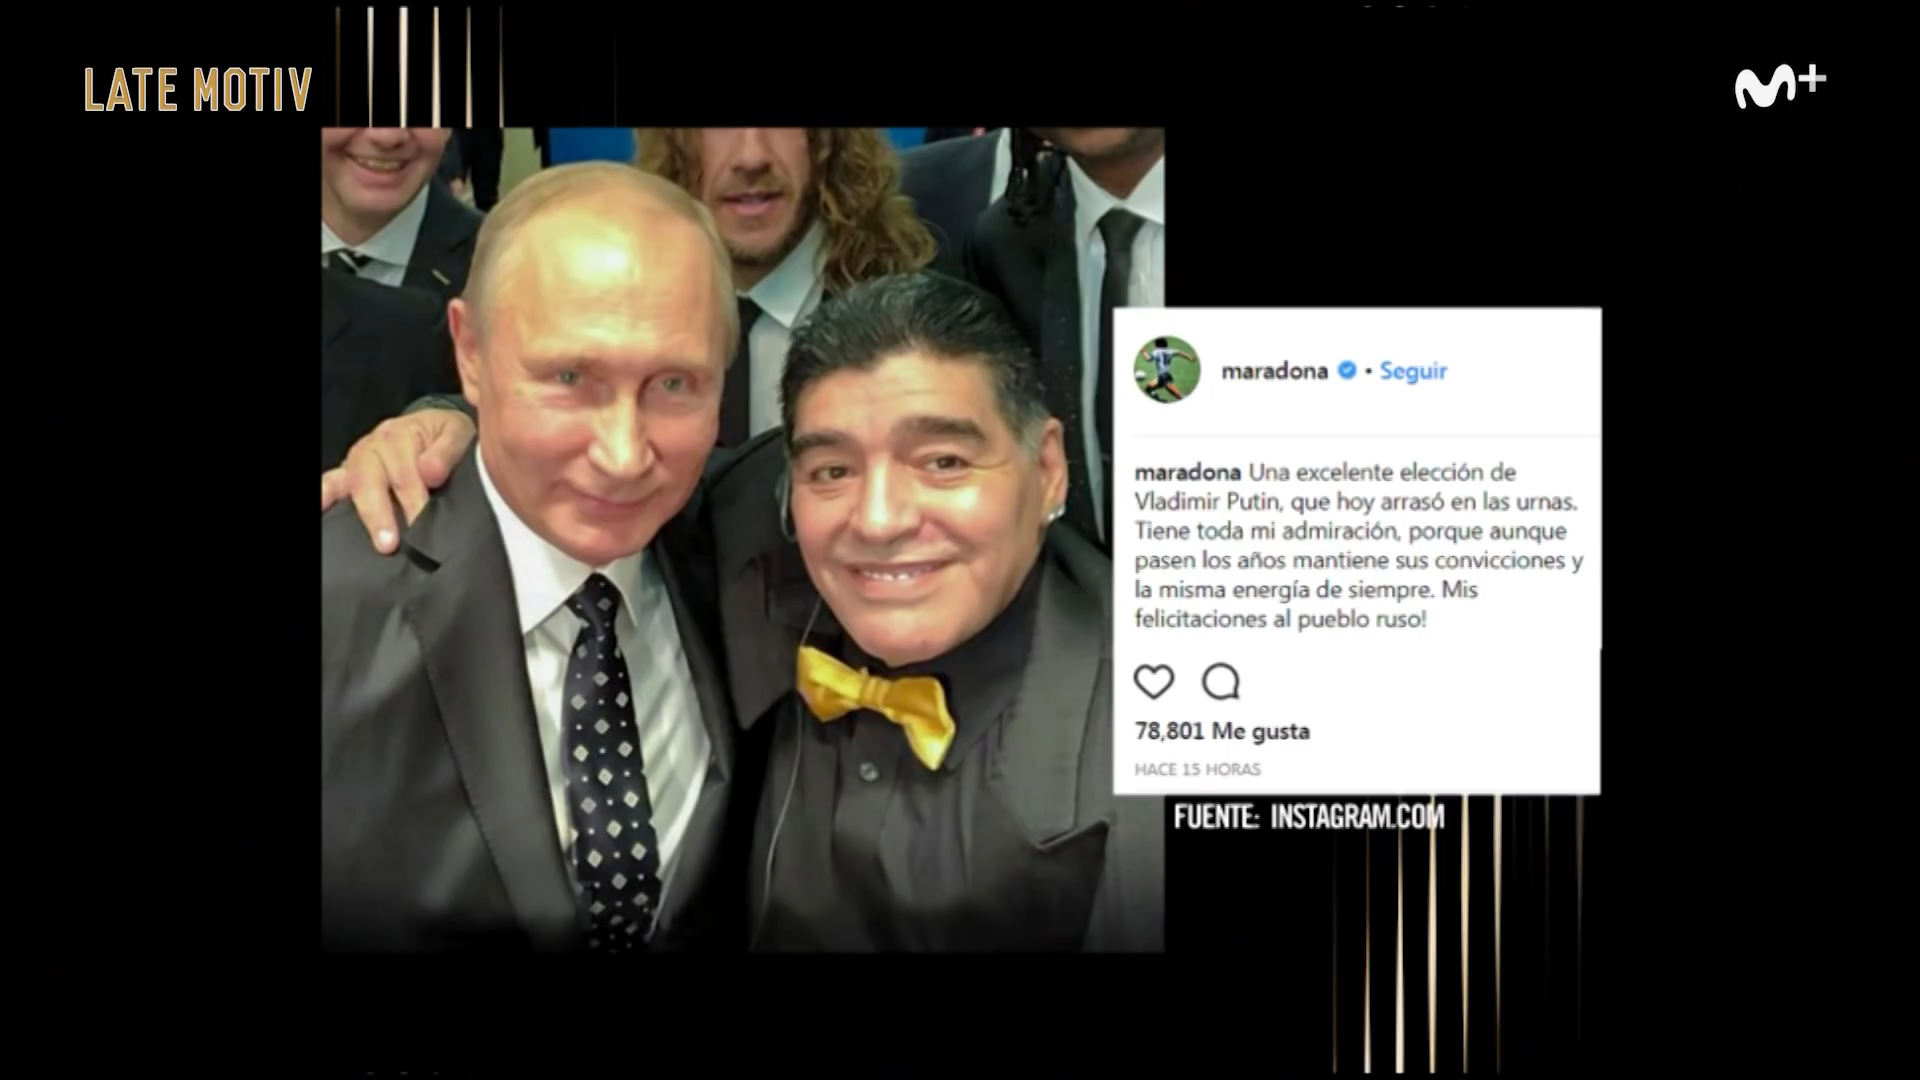 LATE MOTIV
M+
maradona • Seguir
maradona Una excelente elección de
Vladimir Putin, que hoy arrasó en las urnas.
Tiene toda mi admiración, porque aunque
pasen los años mantiene sus convicciones y
la misma energía de siempre. Mis
felicitaciones al pueblo ruso!
78,801 Me gusta
HACE 15 HORAS
FUENTE: INSTAGRAM.COM